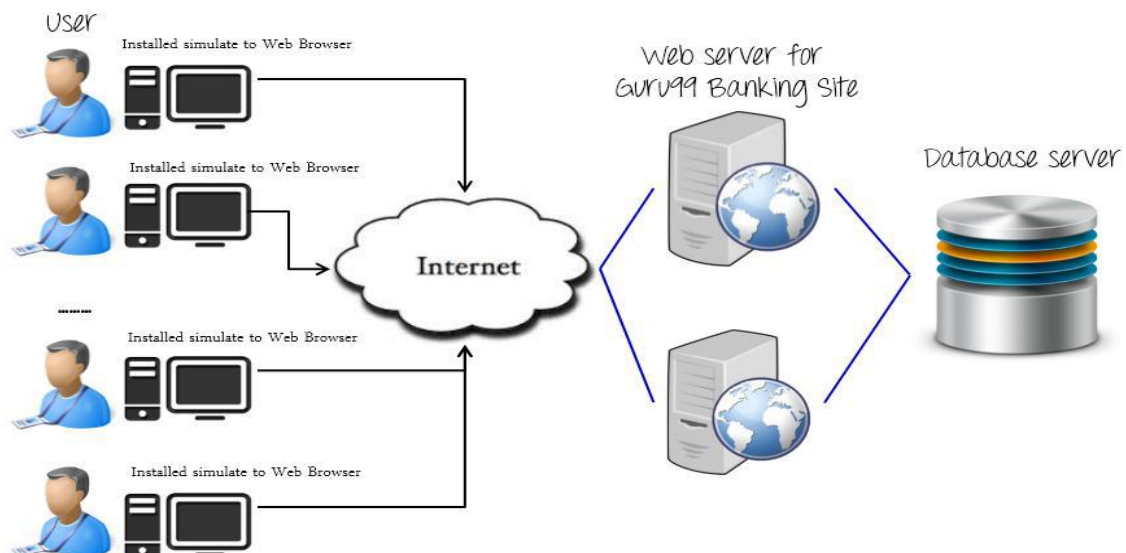 User
Installed simulate to Web Browser
Installed simulate to Web Browser
.........
Installed simulate to Web Browser
Installed simulate to Web Browser
Internet
Web server for
Guru99 Banking Site
Database server